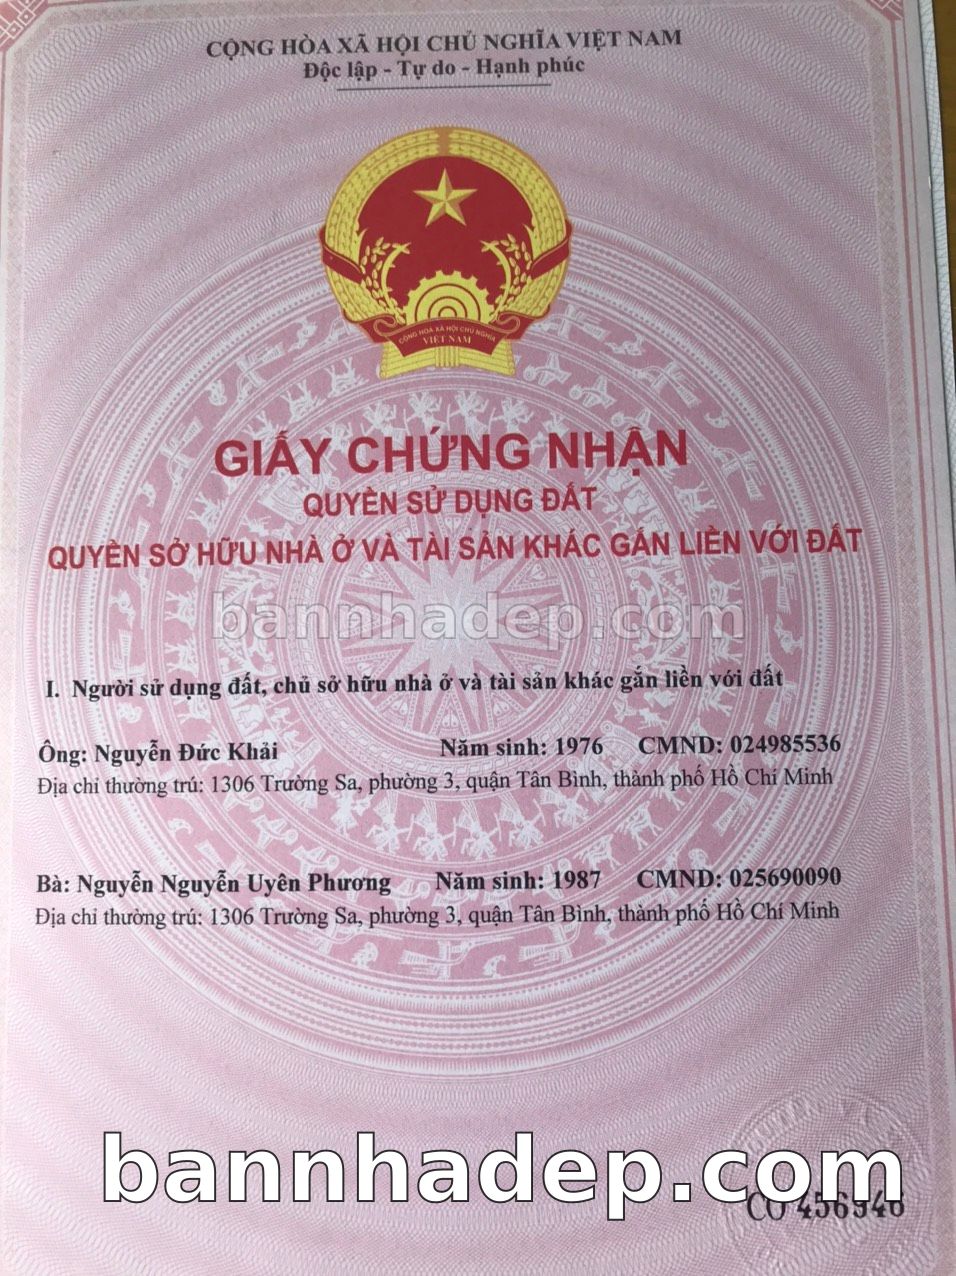 CỘNG HÒA XÃ HỘI CHỦ NGHĨA VIỆT NAM
Độc lập - Tự do - Hạnh phúc
CỘNG HÒA XÃ HỘI CHỦ NGHĨA
VIỆT NAM
GIẤY CHỨNG NHẬN
QUYỀN SỬ DỤNG ĐẤT
QUYỀN SỞ HỮU NHÀ Ở VÀ TÀI SẢN KHÁC GẮN LIỀN VỚI ĐẤT
bannhadep.com
I. Người sử dụng đất, chủ sở hữu nhà ở và tài sản khác gắn liền với đất
Ông: Nguyễn Đức Khải Năm sinh: 1976 CMND: 024985536
Địa chỉ thường trú: 1306 Trường Sa, phường 3, quận Tân Bình, thành phố Hồ Chí Minh
Bà: Nguyễn Nguyễn Uyên Phương Năm sinh: 1987 CMND: 025690090
Địa chỉ thường trú: 1306 Trường Sa, phường 3, quận Tân Bình, thành phố Hồ Chí Minh
bannhadep.com
CO 456946